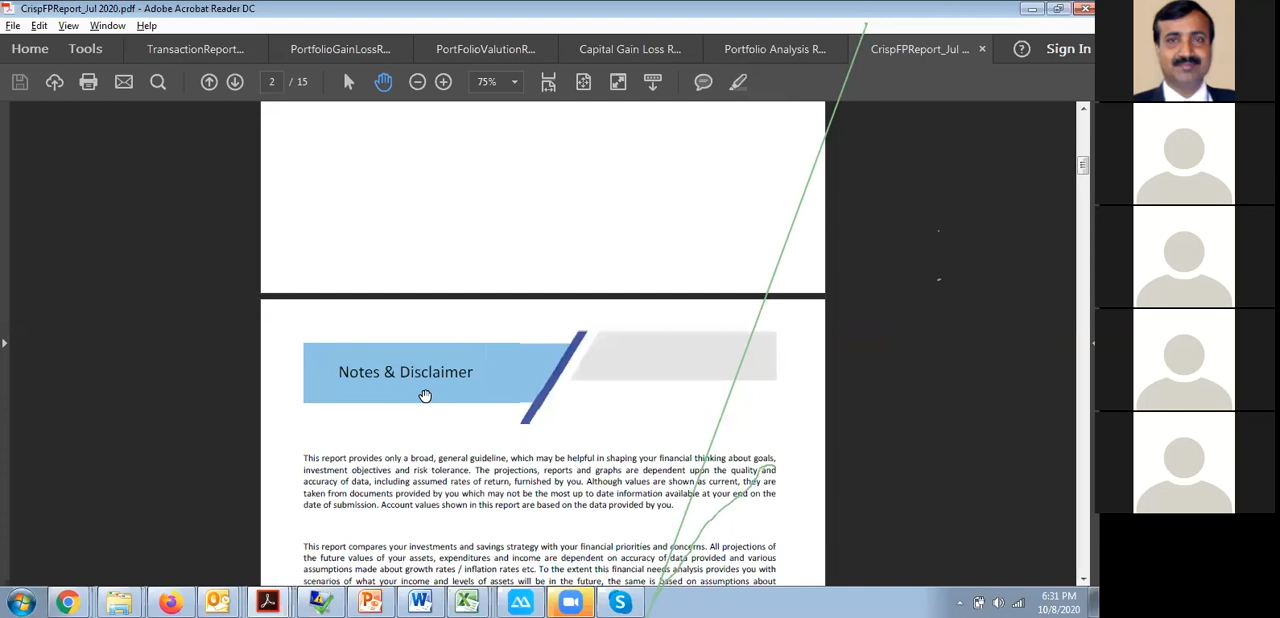 CrispFPReport_Jul 2020.pdf - Adobe Acrobat Reader DC
File Edit View Window Help
Home Tools TransactionReport... PortfolioGainLossR... PortFolioValutionR... Capital Gain Loss R... Portfolio Analysis R... CrispFPReport_Jul ... × ? Sign In
2 / 15 75%
Notes & Disclaimer
This report provides only a broad, general guideline, which may be helpful in shaping your financial thinking about goals,
investment objectives and risk tolerance. The projections, reports and graphs are dependent upon the quality and
accuracy of data, including assumed rates of return, furnished by you. Although values are shown as current, they are
taken from documents provided by you which may not be the most up to date information available at your end on the
date of submission. Account values shown in this report are based on the data provided by you.
This report compares your investments and savings strategy with your financial priorities and concerns. All projections of
the future values of your assets, expenditures and income are dependent on accuracy of data provided and various
assumptions made about growth rates / inflation rates etc. To the extent this financial needs analysis provides you with
scenarios of what your income and levels of assets will be in the future, the same is based on assumptions about
6:31 PM
10/8/2020